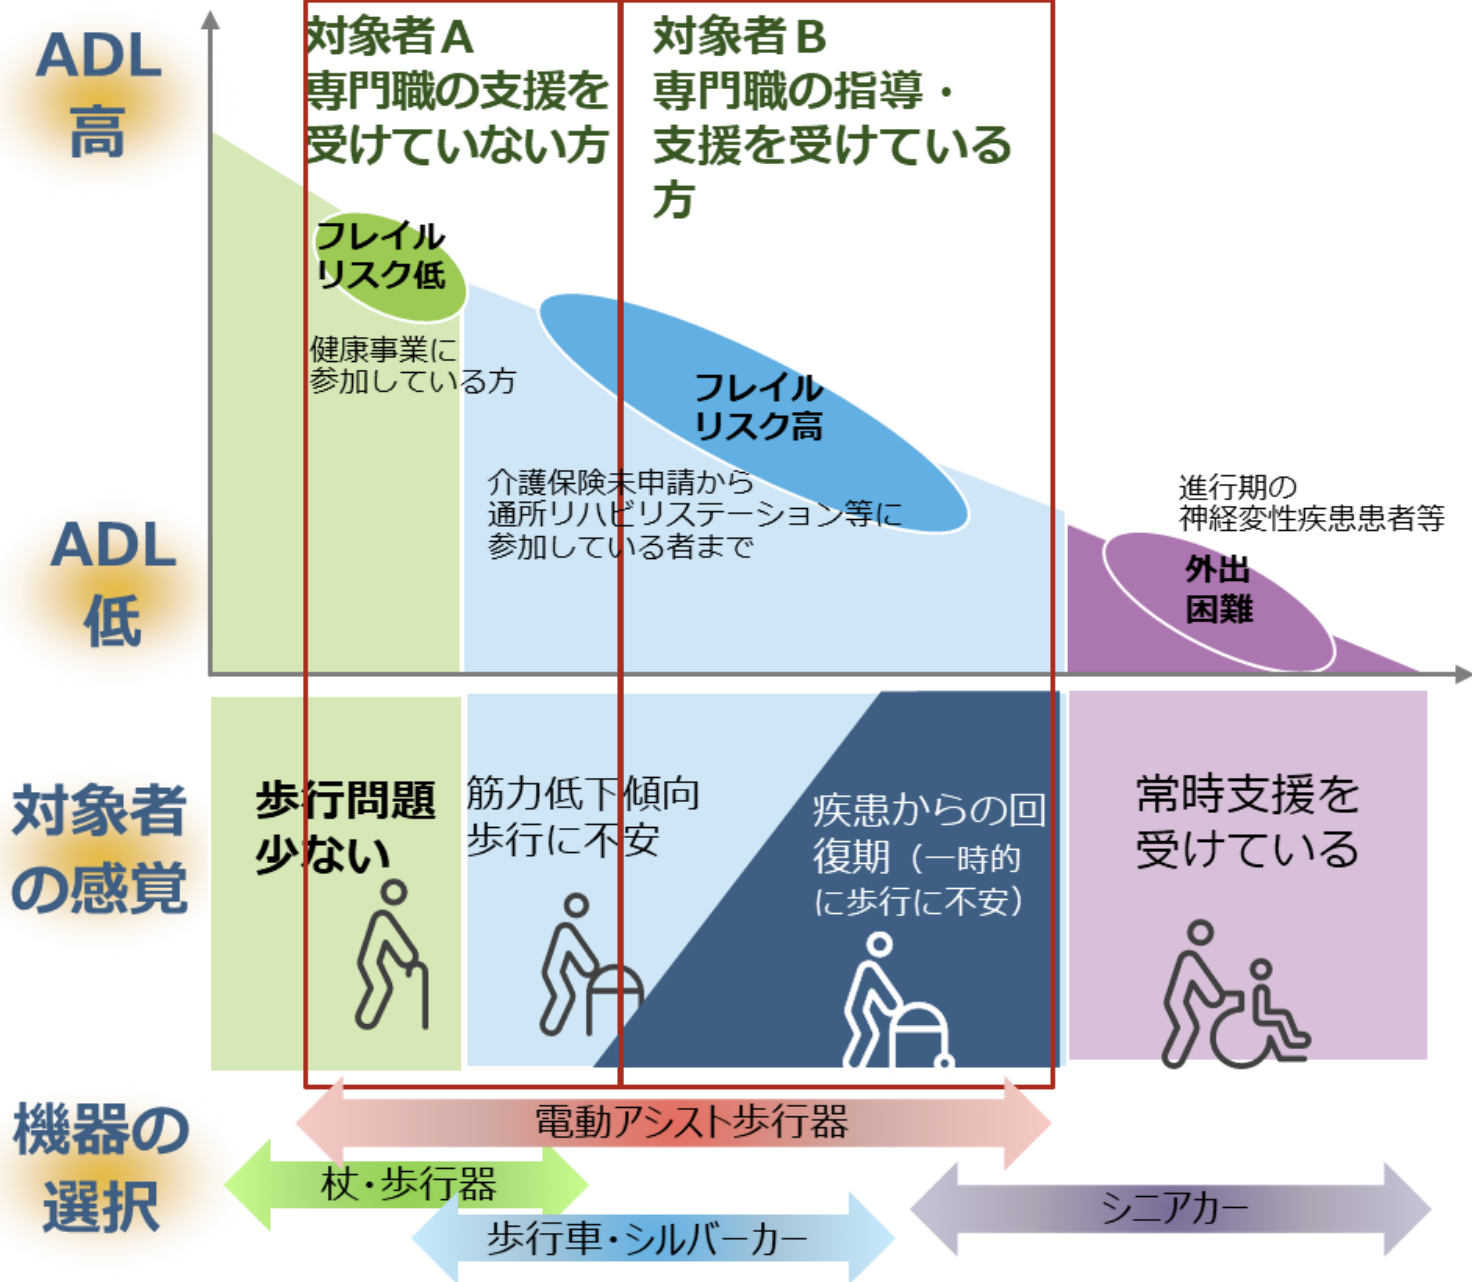 ADL
高
対象者A
専門職の支援を
受けていない方
対象者B
専門職の指導・
支援を受けている
方
フレイル
リスク低
健康事業に
参加している方
フレイル
リスク高
介護保険未申請から
通所リハビリステーション等に
参加している者まで
進行期の
神経変性疾患患者等
外出
困難
ADL
低
対象者
の感覚
歩行問題
少ない
筋力低下傾向
歩行に不安
疾患からの回
復期（一時的
に歩行に不安）
常時支援を
受けている
機器の
選択
電動アシスト歩行器
杖・歩行器
歩行車・シルバーカー
シニアカー